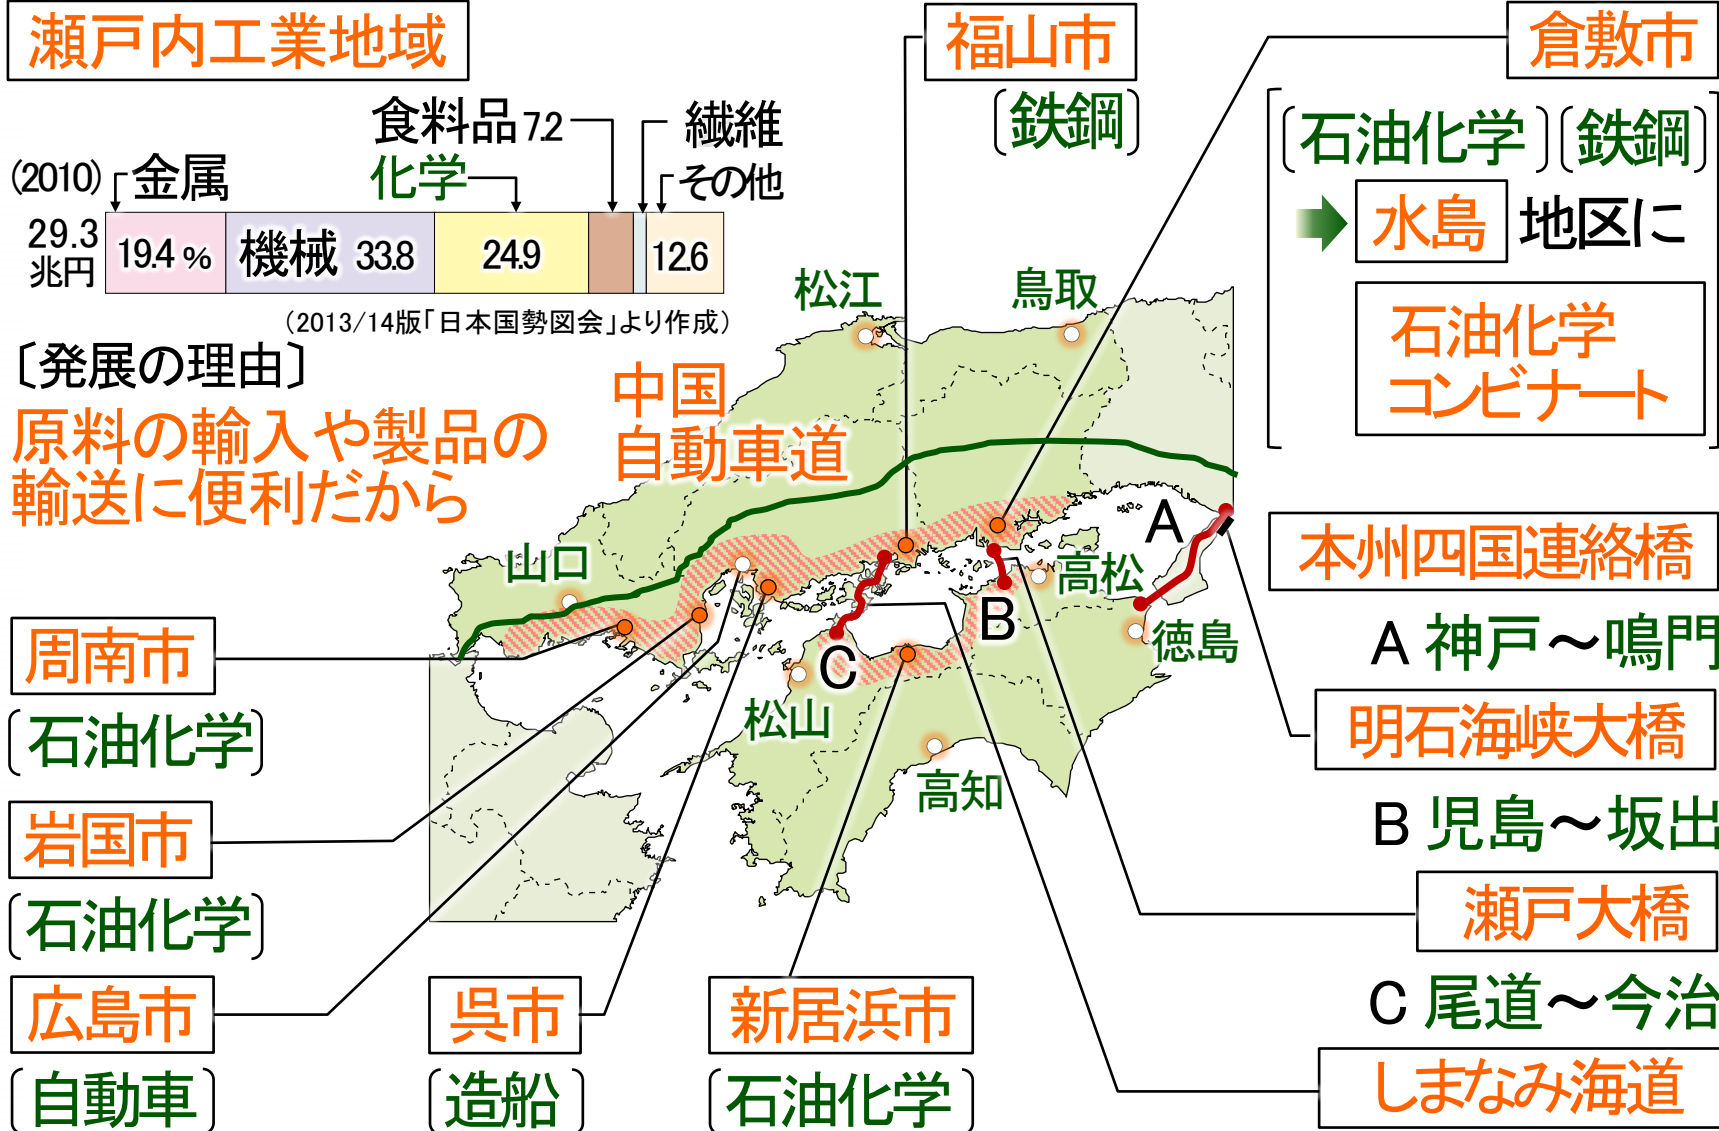 瀬戸内工業地域
福山市
〔鉄鋼〕
倉敷市
〔石油化学〕〔鉄鋼〕
水島 地区に
石油化学
コンビナート
食料品 7.2
繊維
(2010)
金属
化学
その他
29.3
兆円
19.4 %
機械 33.8
24.9
12.6
（2013/14版「日本国勢図会」より作成）
〔発展の理由〕
原料の輸入や製品の
輸送に便利だから
松江
鳥取
中国
自動車道
山口
高松
徳島
松山
高知
A
B
C
本州四国連絡橋
A 神戸～鳴門
明石海峡大橋
B 児島～坂出
瀬戸大橋
C 尾道～今治
しまなみ海道
周南市
〔石油化学〕
岩国市
〔石油化学〕
広島市
〔自動車〕
呉市
〔造船〕
新居浜市
〔石油化学〕